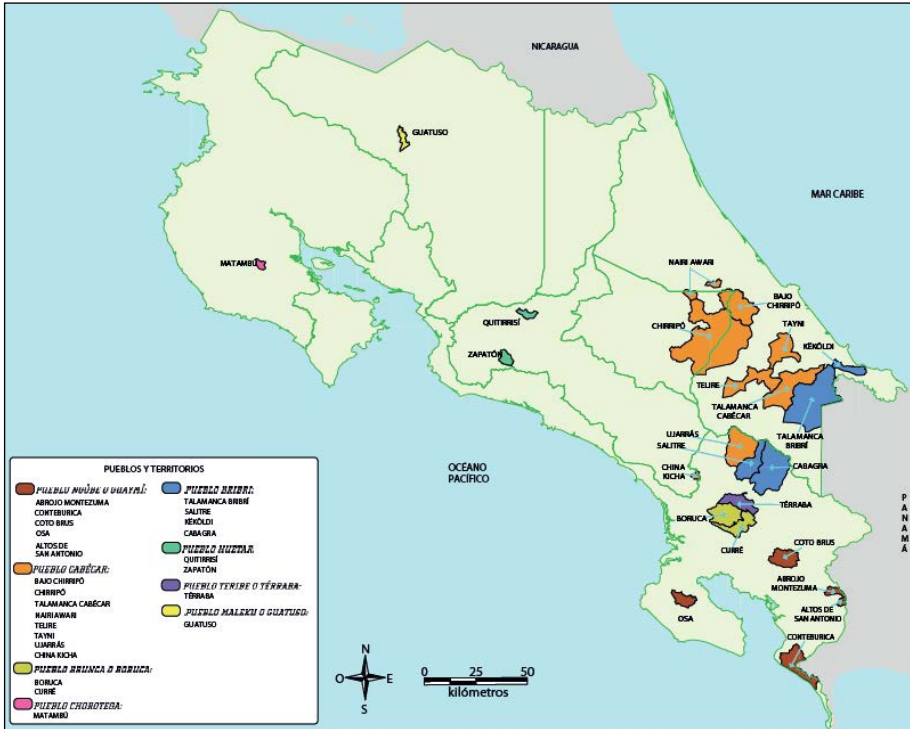 NICARAGUA
GUATUSO
MAR CARIBE
MATAMBÚ
NAIRI AWARI
BAJO
CHIRRIPÓ
QUITIRRISÍ
CHIRRIPÓ
TAYNI
KÉKÖLDI
ZAPATÓN
TELIRE
TALAMANCA
CABÉCAR
UJARRÁS
SALITRE
TALAMANCA
BRIBRÍ
OCÉANO
PACÍFICO
CHINA
KICHA
CABAGRA
BORUCA
TÉRRABA
PANAMÁ
CURRÉ
COTO BRUS
ABROJO
MONTEZUMA
OSA
ALTOS DE
SAN ANTONIO
CONTEBURICA
PUEBLOS Y TERRITORIOS
PUEBLO NGÖBE O GUAYMÍ:
ABROJO MONTEZUMA
CONTEBURICA
COTO BRUS
OSA
ALTOS DE
SAN ANTONIO
PUEBLO CABÉCAR:
BAJO CHIRRIPÓ
CHIRRIPÓ
TALAMANCA CABÉCAR
NAIRI AWARI
TELIRE
TAYNI
UJARRÁS
CHINA KICHA
PUEBLO BRUNCA O BORUCA:
BORUCA
CURRÉ
PUEBLO CHOROTEGA:
MATAMBÚ
PUEBLO BRIBRI:
TALAMANCA BRIBRÍ
SALITRE
KÉKÖLDI
CABAGRA
PUEBLO HUETAR:
QUITIRRISÍ
ZAPATÓN
PUEBLO TERIBE O TÉRRABA:
TÉRRABA
PUEBLO MALEKU O GUATUSO:
GUATUSO
N
O E
S
0 25 50
kilómetros